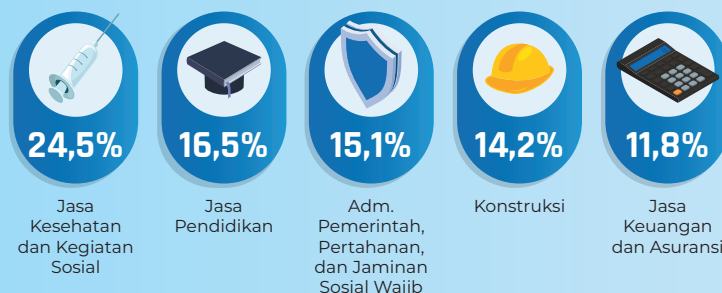 24,5%
Jasa
Kesehatan
dan Kegiatan
Sosial
16,5%
Jasa
Pendidikan
15,1%
Adm.
Pemerintah,
Pertahanan,
dan Jaminan
Sosial Wajib
14,2%
Konstruksi
11,8%
Jasa
Keuangan
dan Asuransi